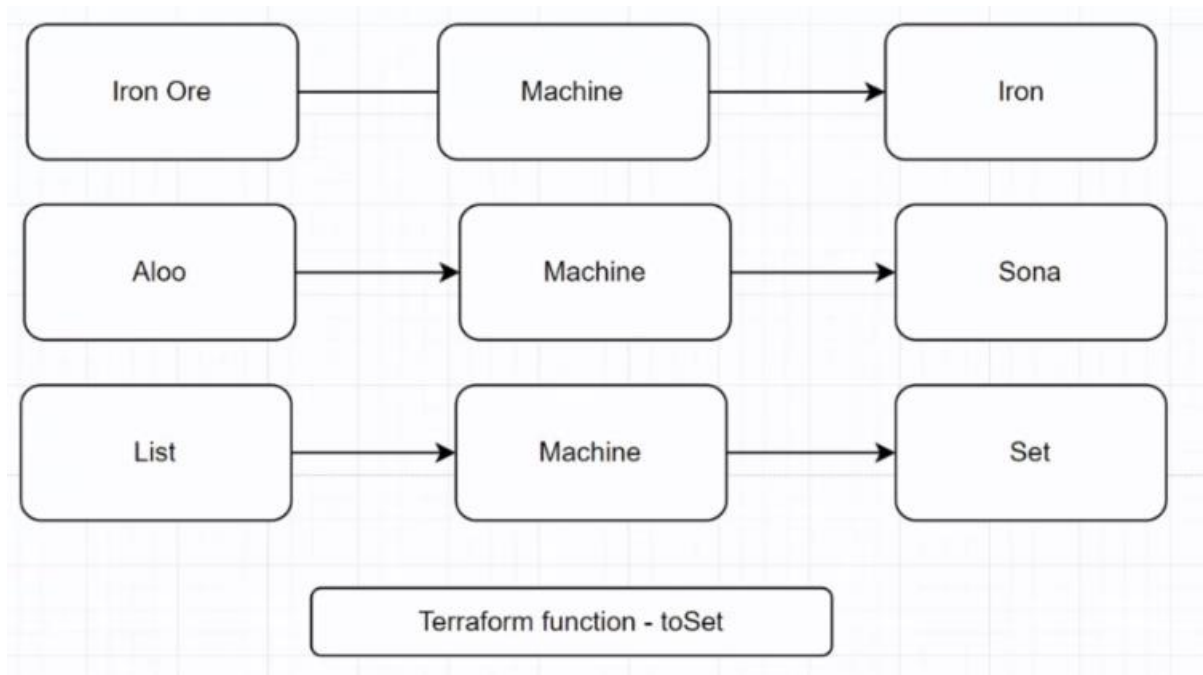 Iron Ore
Machine
Iron
Aloo
Machine
Sona
List
Machine
Set
Terraform function - toSet